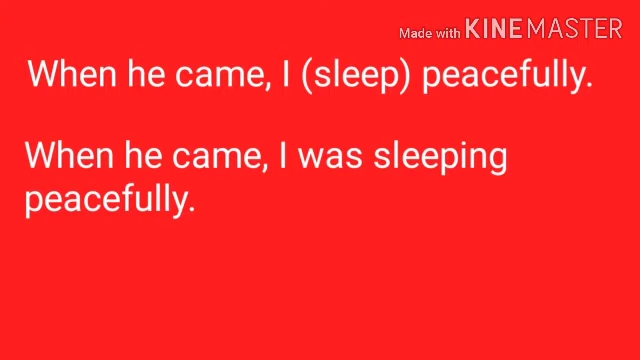 Made with KINEMASTER
When he came, I (sleep) peacefully.
When he came, I was sleeping
peacefully.